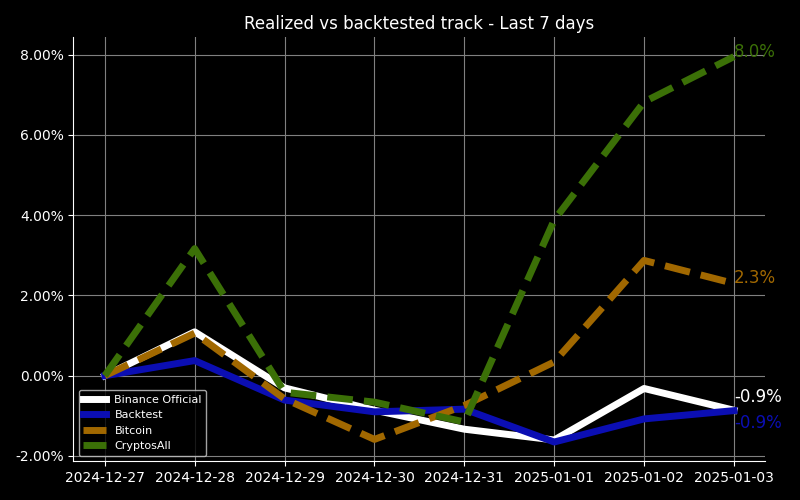 Realized vs backtested track - Last 7 days
8.00%
6.00%
4.00%
2.00%
0.00%
-2.00%
8.0%
2.3%
-0.9%
-0.9%
Binance Official
Backtest
Bitcoin
CryptosAll
2024-12-27 2024-12-28 2024-12-29 2024-12-30 2024-12-31 2025-01-01 2025-01-02 2025-01-03